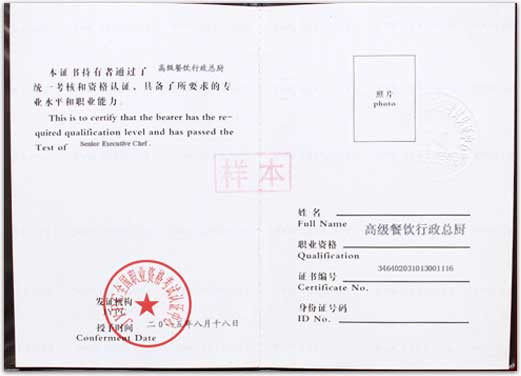 本证书持有者通过了 高级餐饮行政总厨
统一考核和资格认证，具备了所要求的专
业水平和职业能力。
This is to certify that the bearer has the re-
quired qualification level and has passed the
Test of Senior Executive Chef.
样本
发证机构
授予时间 二〇一五年八月十八日
Conferment Date
照片
photo
姓名
Full Name
高级餐饮行政总厨
职业资格
Qualification
346402031013001116
证书编号
Certificate No.
身份证号码
ID No.